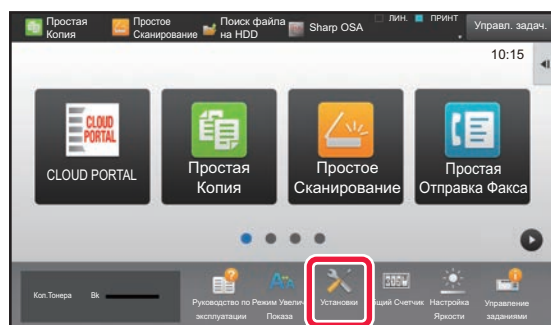 Простая
Копия
Простое
Сканирование
Поиск файла
на HDD
Sharp OSA
ЛИН.
ПРИНТ
Управл. задач.
10:15
CLOUD
PORTAL
CLOUD PORTAL
Простая
Копия
Простое
Сканирование
Простая
Отправка Факса
Кол.Тонера Bk
Руководство по
эксплуатации
Режим Увелич
Показа
Установки
бщий Счетчик
Настройка
Яркости
Управление
заданиями